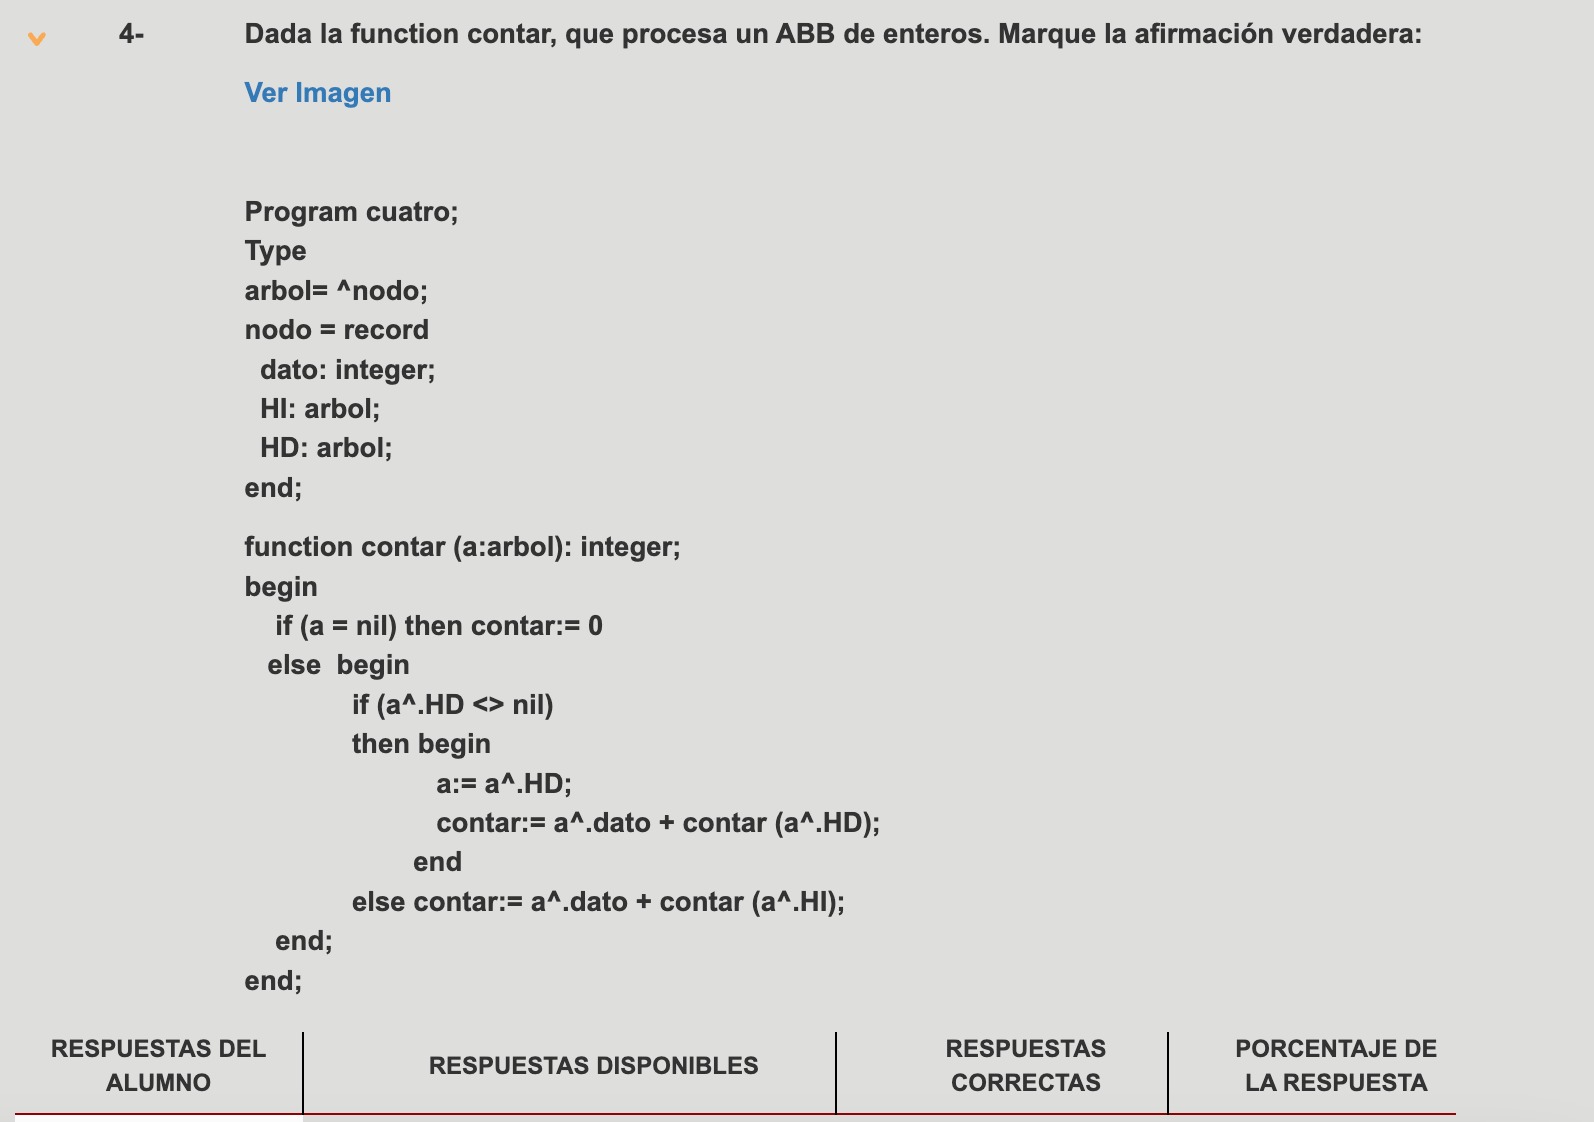 4- Dada la function contar, que procesa un ABB de enteros. Marque la afirmación verdadera:
Ver Imagen
Program cuatro;
Type
arbol= ^nodo;
nodo = record
dato: integer;
HI: arbol;
HD: arbol;
end;
function contar (a:arbol): integer;
begin
if (a = nil) then contar:= 0
else begin
if (a^.HD <> nil)
then begin
a:= a^.HD;
contar:= a^.dato + contar (a^.HD);
end
else contar:= a^.dato + contar (a^.HI);
end;
end;
RESPUESTAS DEL
ALUMNO
RESPUESTAS DISPONIBLES
RESPUESTAS
CORRECTAS
PORCENTAJE DE
LA RESPUESTA